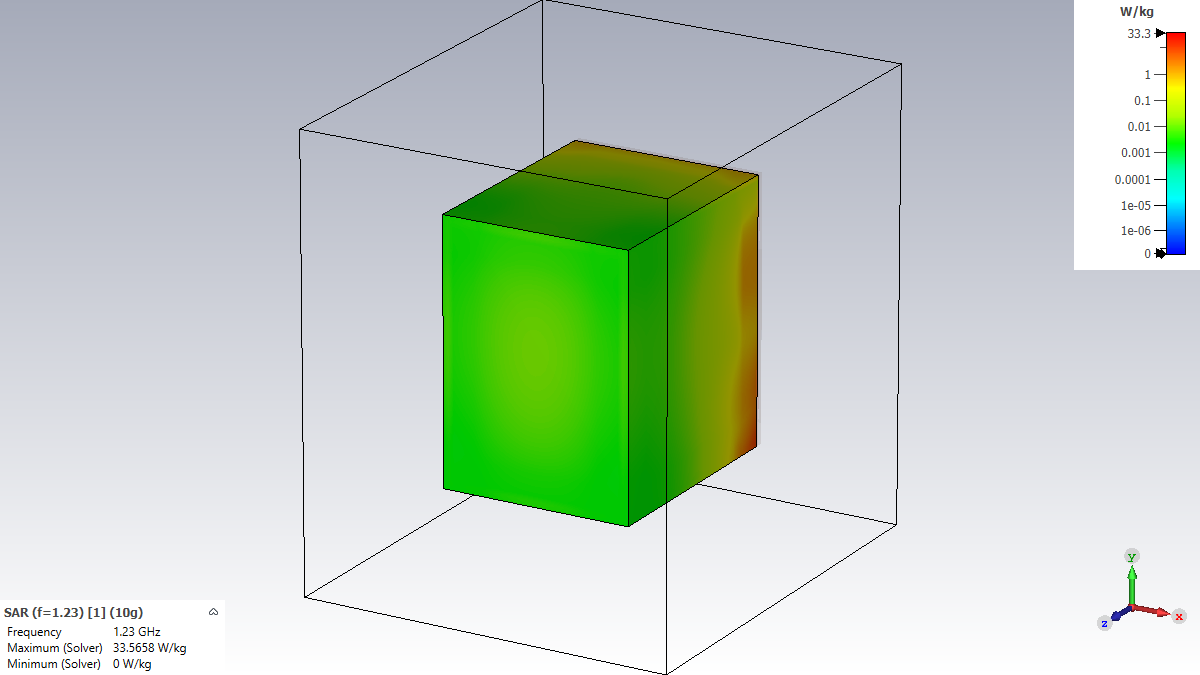 W/kg
33.3
1
0.1
0.01
0.001
0.0001
1e-05
1e-06
0
y
x
z
SAR (f=1.23) [1] (10g)
Frequency 1.23 GHz
Maximum (Solver) 33.5658 W/kg
Minimum (Solver) 0 W/kg